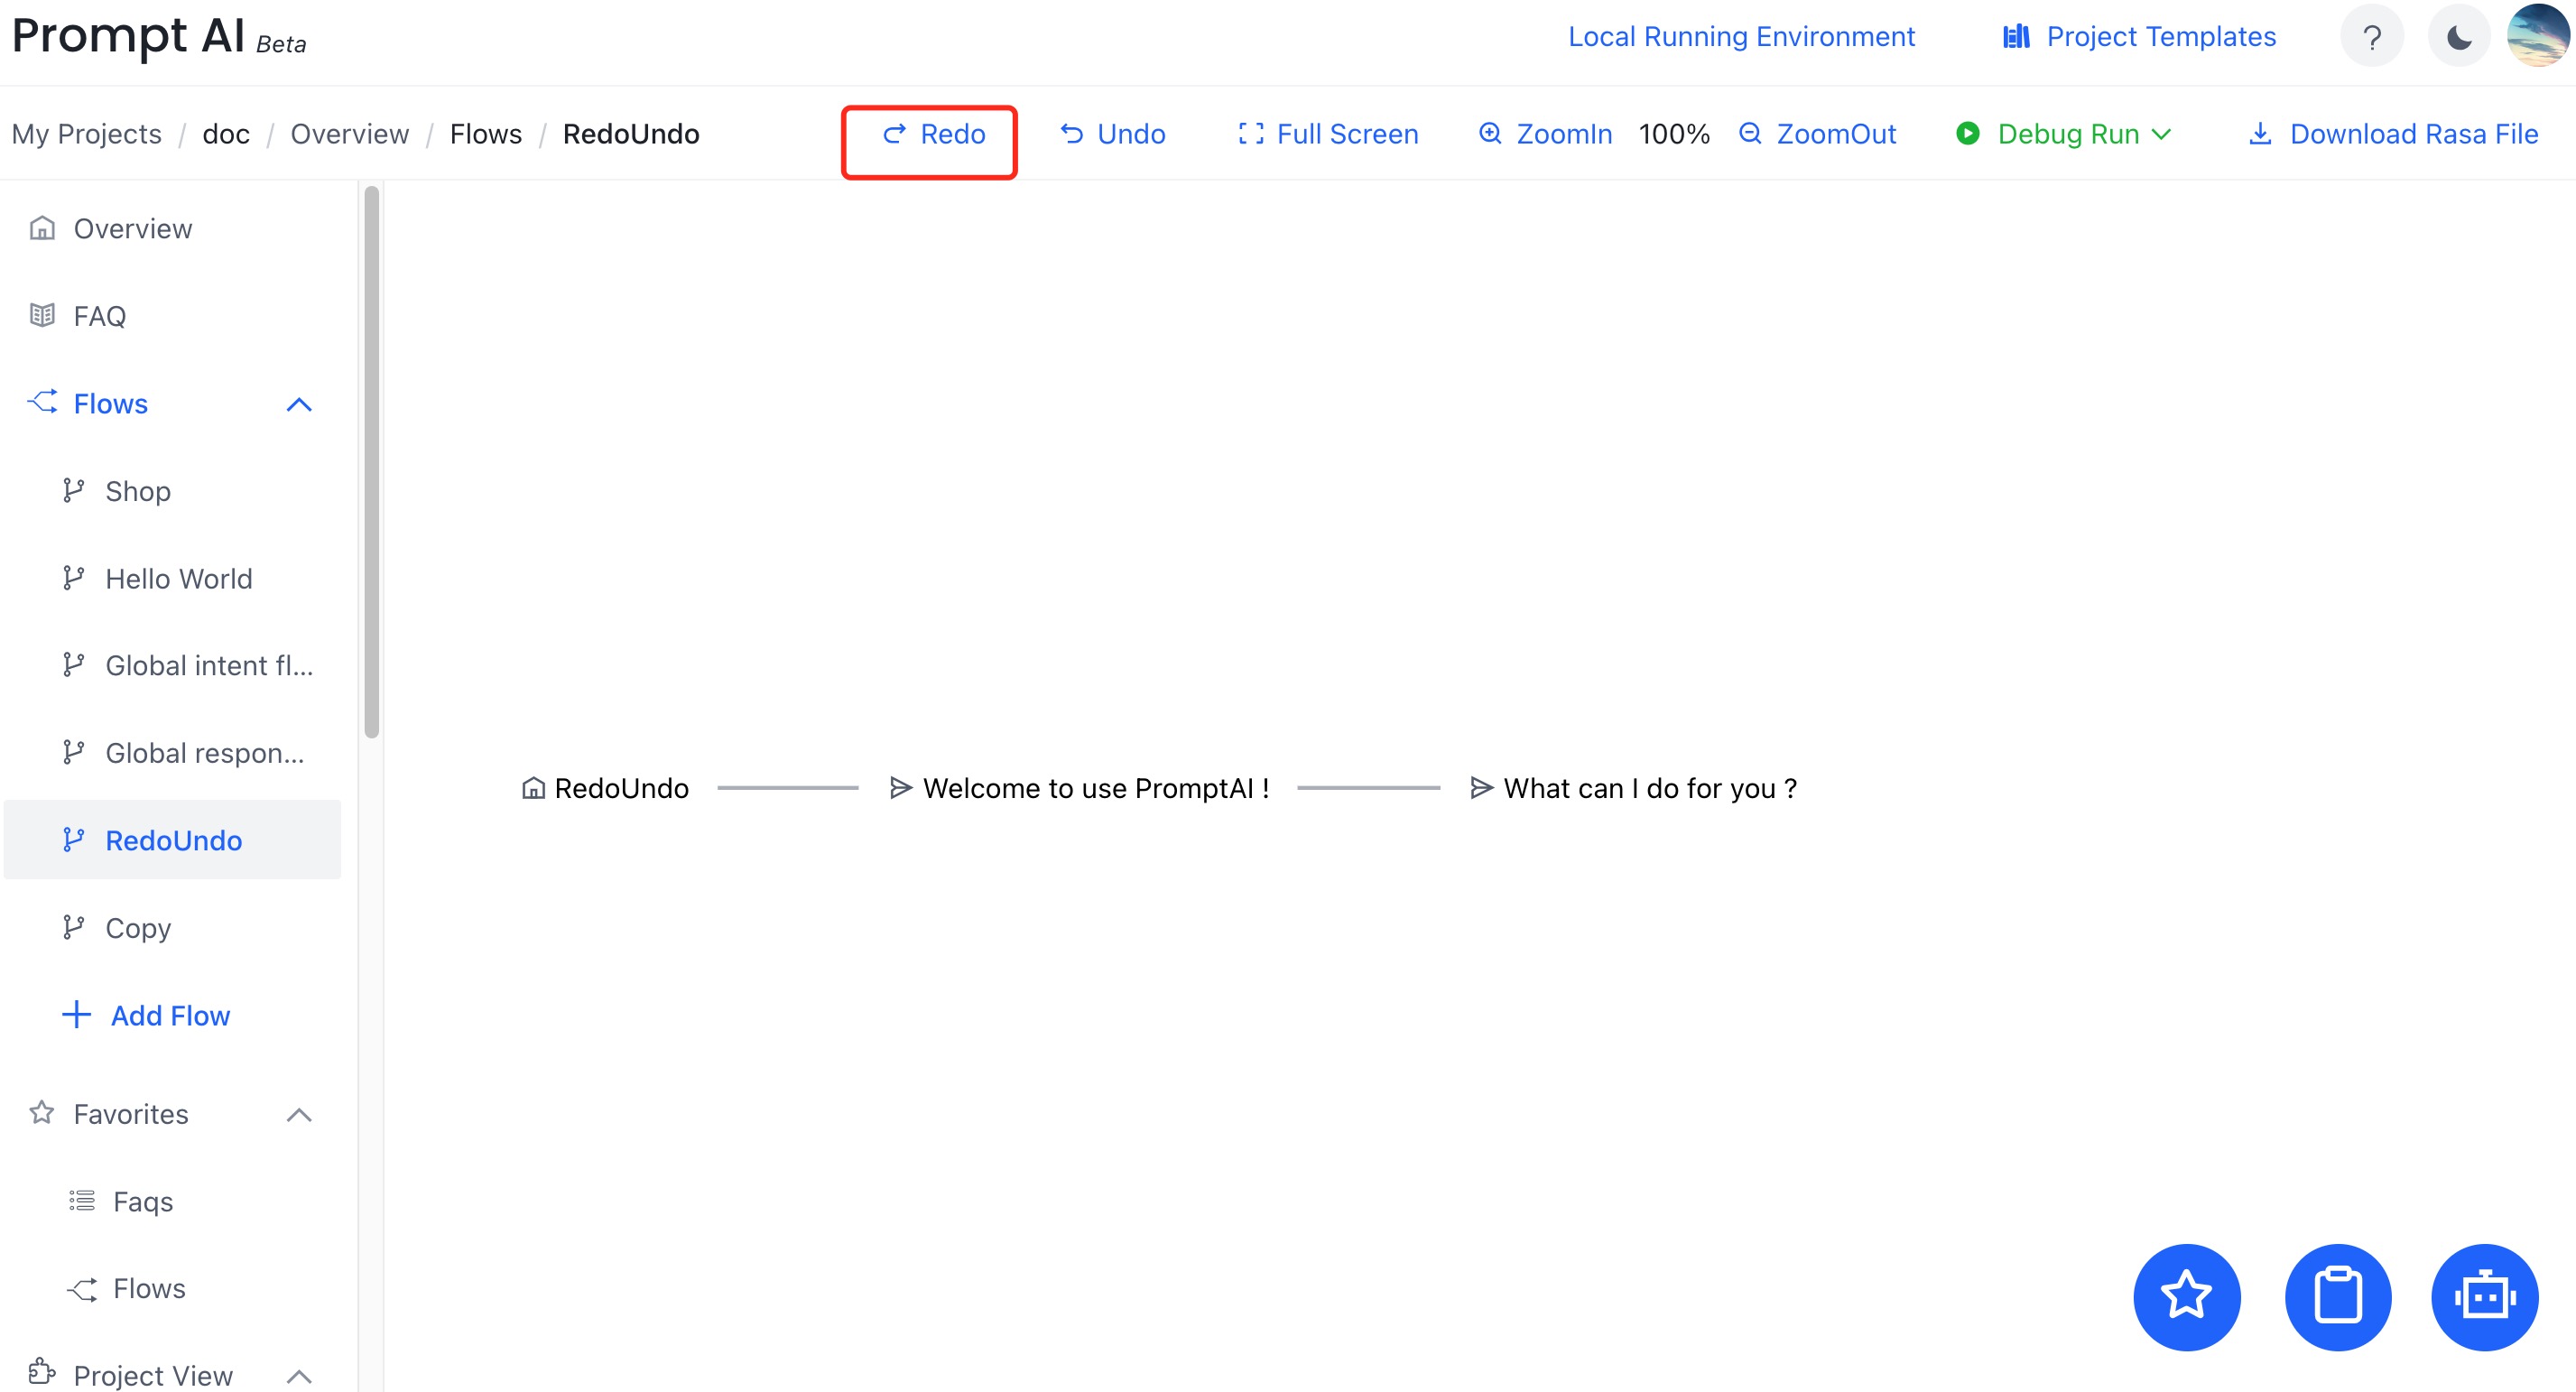 Prompt AI Beta
Local Running Environment
Project Templates
?
My Projects / doc / Overview / Flows / RedoUndo
Redo
Undo
Full Screen
ZoomIn 100% ZoomOut
Debug Run
Download Rasa File
Overview
FAQ
Flows
Shop
Hello World
Global intent fl...
Global respon...
RedoUndo
Copy
Add Flow
Favorites
Faqs
Flows
Project View
RedoUndo
Welcome to use PromptAI !
What can I do for you ?